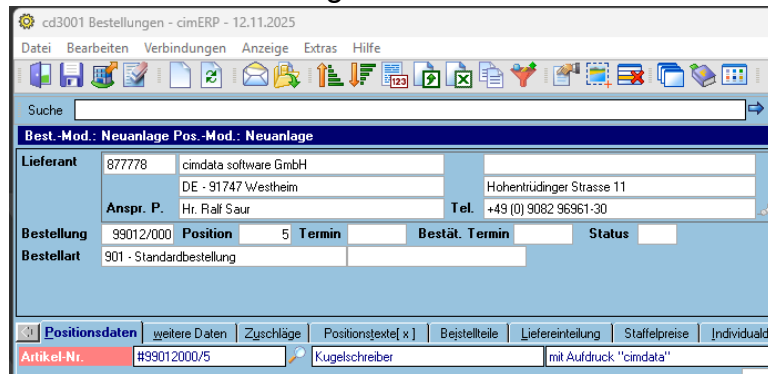 cd3001 Bestellungen - cimERP - 12.11.2025
Datei Bearbeiten Verbindungen Anzeige Extras Hilfe
123
Suche
Best.-Mod.: Neuanlage Pos.-Mod.: Neuanlage
Lieferant 877778 cimdata software GmbH
DE - 91747 Westheim Hohentrüdinger Strasse 11
Anspr. P. Hr. Ralf Saur Tel. +49 (0) 9082 96961-30
Bestellung 99012/000 Position 5 Termin Bestät. Termin Status
Bestellart 901 - Standardbestellung
Positionsdaten weitere Daten Zuschläge Positionstexte[ x ] Beistellteile Liefereinteilung Staffelpreise Individuald
Artikel-Nr. #99012000/5 Kugelschreiber mit Aufdruck "cimdata"